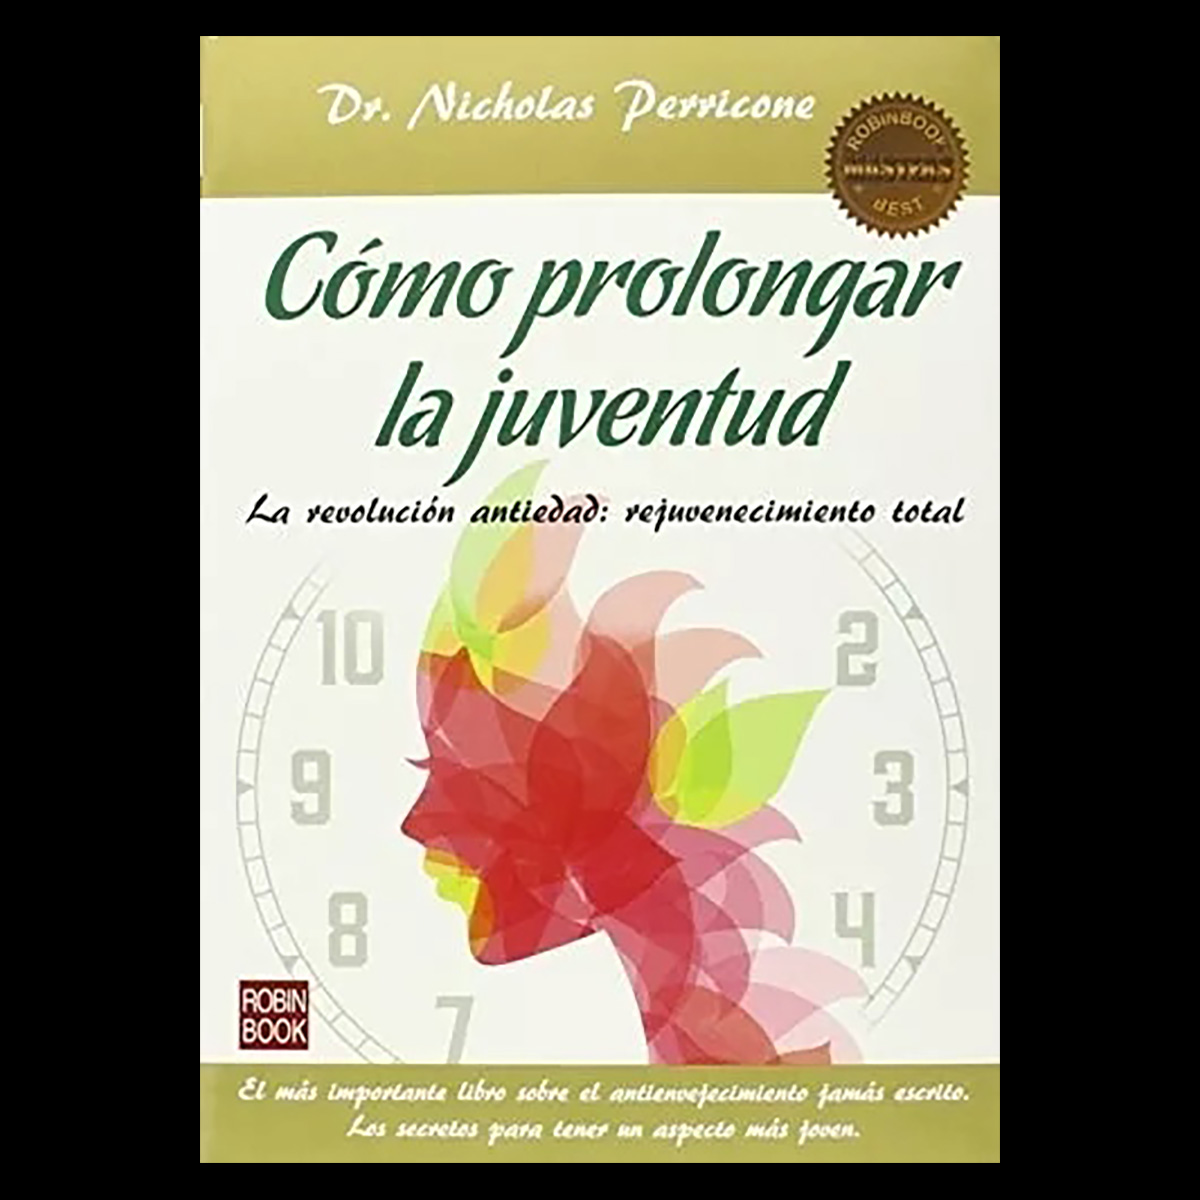 Dr. Nicholas Perricone
ROBINBOOK
MASTERS
BEST
Cómo prolongar
la juventud
La revolución antiedad: rejuvenecimiento total
10
2
9
3
8
4
7
ROBIN
BOOK
El más importante libro sobre el antienvejecimiento jamás escrito.
Los secretos para tener un aspecto más joven.